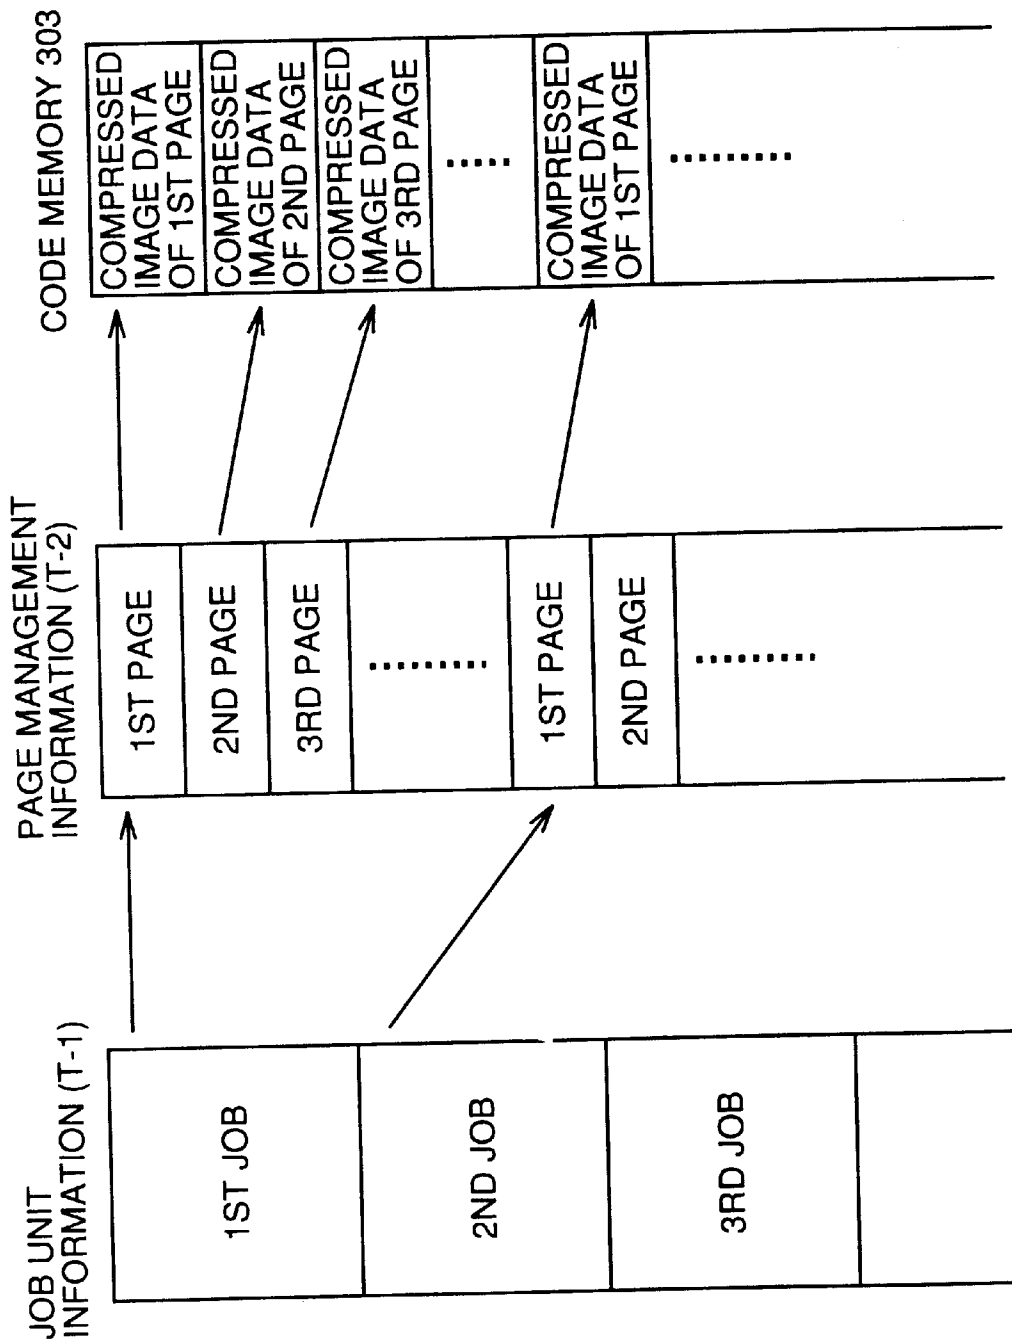 JOB UNIT
INFORMATION (T-1)
1ST JOB
2ND JOB
3RD JOB
PAGE MANAGEMENT
INFORMATION (T-2)
1ST PAGE
2ND PAGE
3RD PAGE
1ST PAGE
2ND PAGE
CODE MEMORY 303
COMPRESSED
IMAGE DATA
OF 1ST PAGE
COMPRESSED
IMAGE DATA
OF 2ND PAGE
COMPRESSED
IMAGE DATA
OF 3RD PAGE
COMPRESSED
IMAGE DATA
OF 1ST PAGE